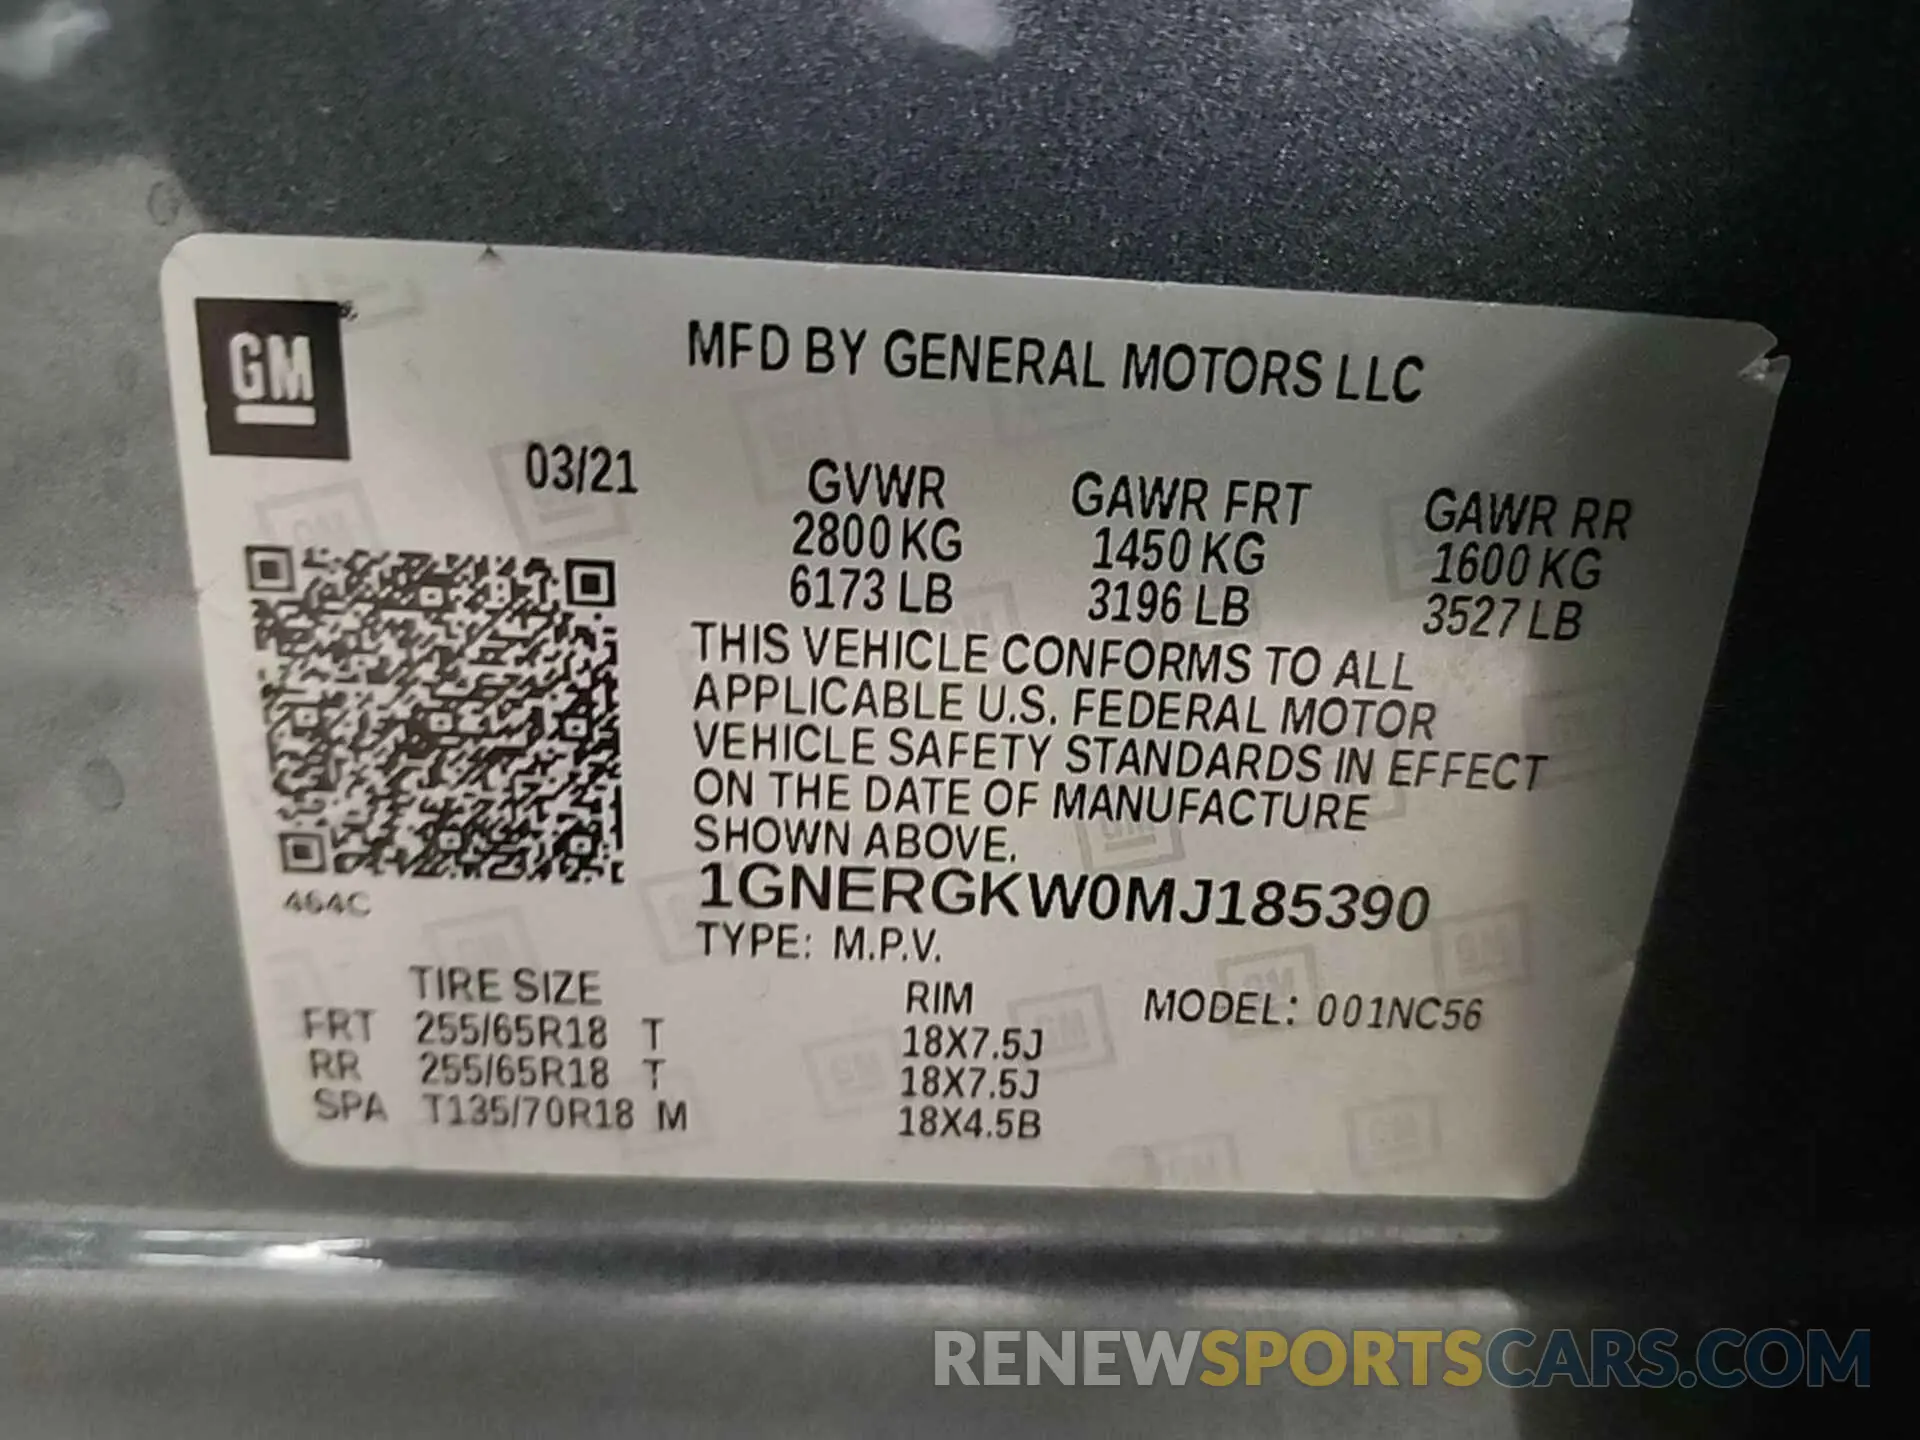 GM
MFD BY GENERAL MOTORS LLC
03/21
GVWR GAWR FRT GAWR RR
2800 KG 1450 KG 1600 KG
6173 LB 3196 LB 3527 LB
THIS VEHICLE CONFORMS TO ALL
APPLICABLE U.S. FEDERAL MOTOR
VEHICLE SAFETY STANDARDS IN EFFECT
ON THE DATE OF MANUFACTURE
SHOWN ABOVE.
1GNERGKW0MJ185390
464C
TYPE: M.P.V.
TIRE SIZE RIM MODEL: 001NC56
FRT 255/65R18 T 18X7.5J
RR 255/65R18 T 18X7.5J
SPA T135/70R18 M 18X4.5B
RENEWSPORTSCARS.COM